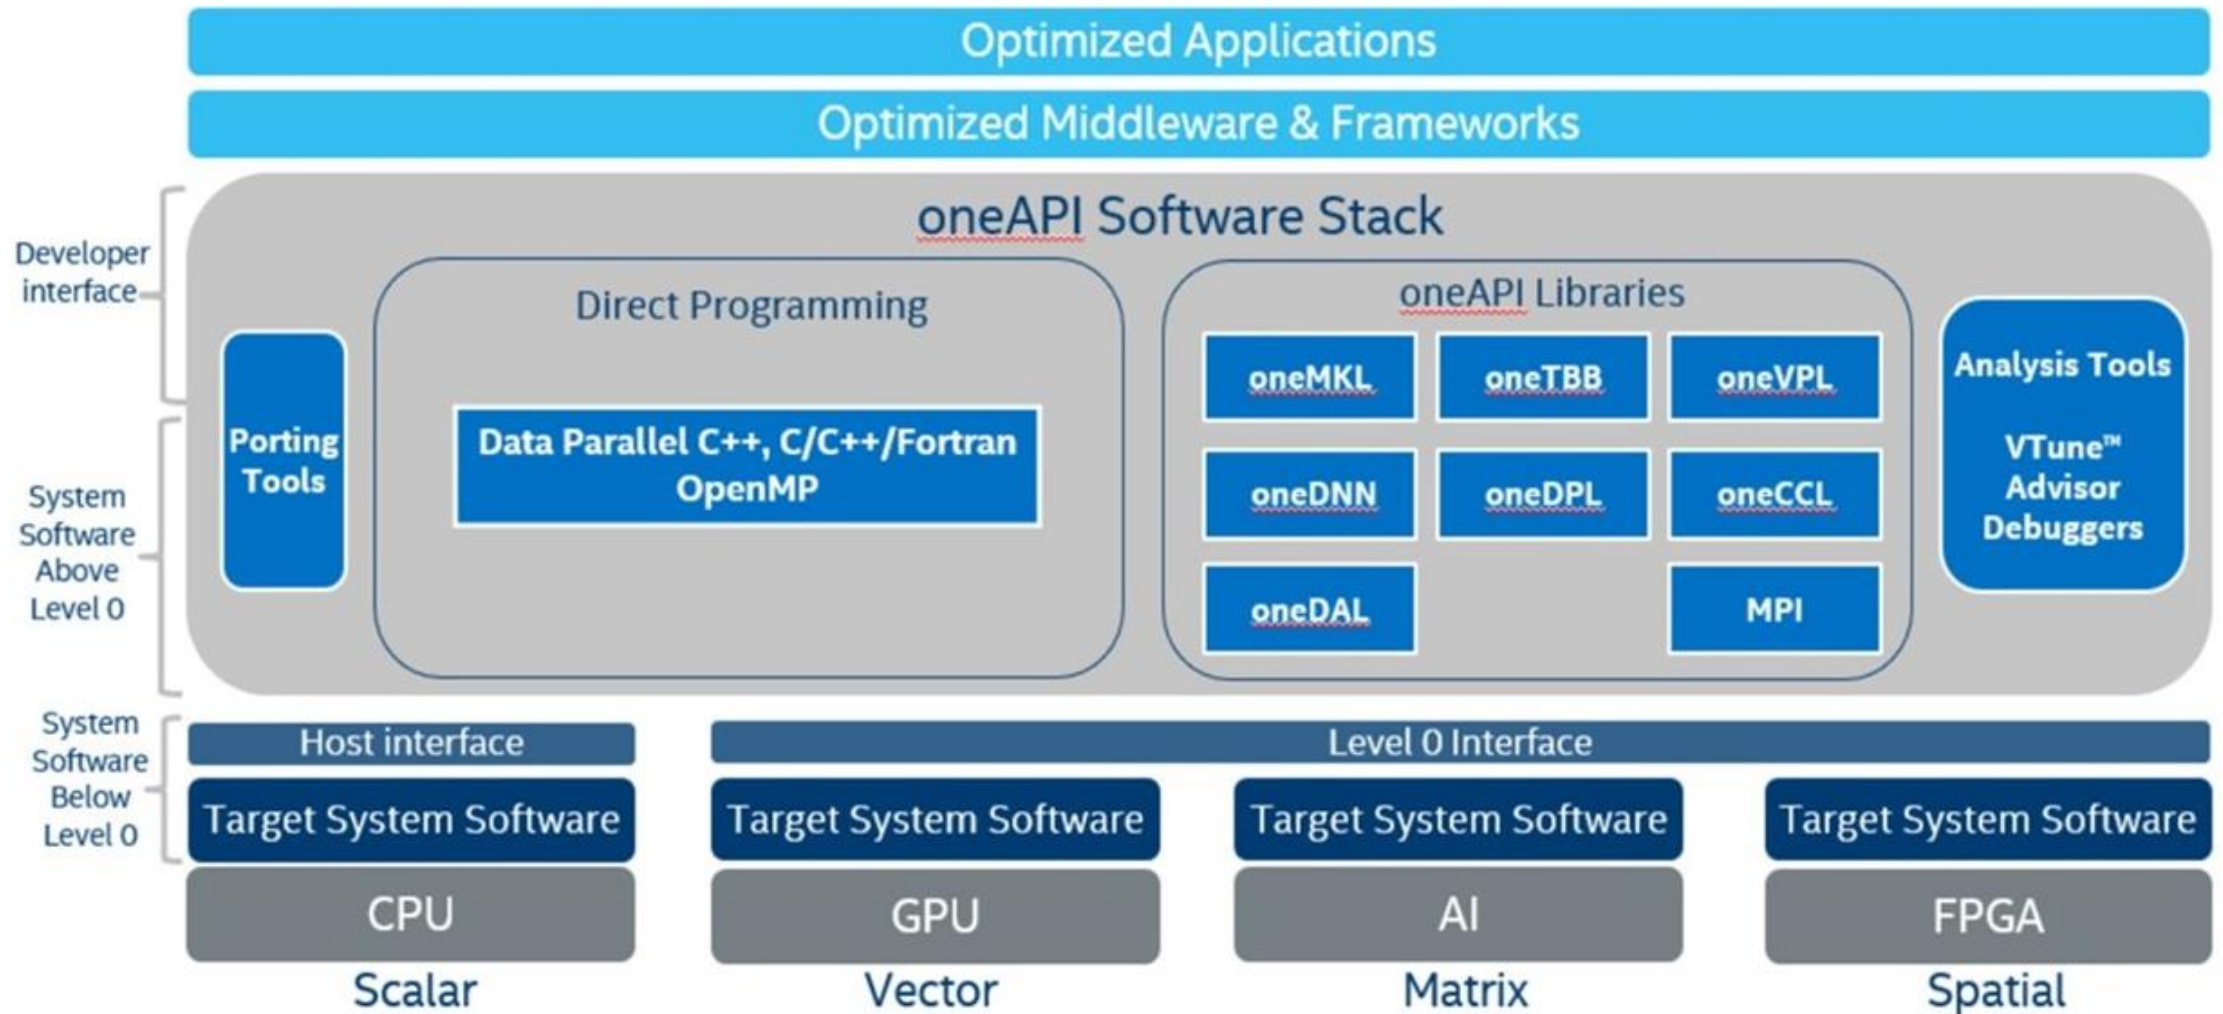 Optimized Applications
Optimized Middleware & Frameworks
oneAPI Software Stack
Developer
interface
Direct Programming
oneAPI Libraries
Porting
Tools
Data Parallel C++, C/C++/Fortran
OpenMP
oneMKL
oneTBB
oneVPL
oneDNN
oneDPL
oneCCL
oneDAL
MPI
Analysis Tools
VTune™
Advisor
Debuggers
System
Software
Above
Level 0
System
Software
Below
Level 0
Host interface
Level 0 Interface
Target System Software
Target System Software
Target System Software
Target System Software
CPU
GPU
AI
FPGA
Scalar
Vector
Matrix
Spatial